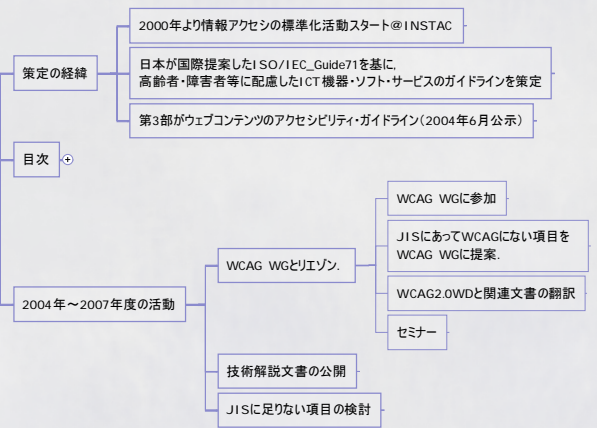 策定の経緯
2000年より情報アクセシの標準化活動スタート@INSTAC
日本が国際提案したISO/IEC_Guide71を基に,
高齢者・障害者等に配慮したICT機器・ソフト・サービスのガイドラインを策定
第3部がウェブコンテンツのアクセシビリティ・ガイドライン(2004年6月公示)
目次
2004年～2007年度の活動
WCAG WGとリエゾン.
WCAG WGに参加
JISにあってWCAGにない項目を
WCAG WGに提案.
WCAG2.0WDと関連文書の翻訳
セミナー
技術解説文書の公開
JISに足りない項目の検討